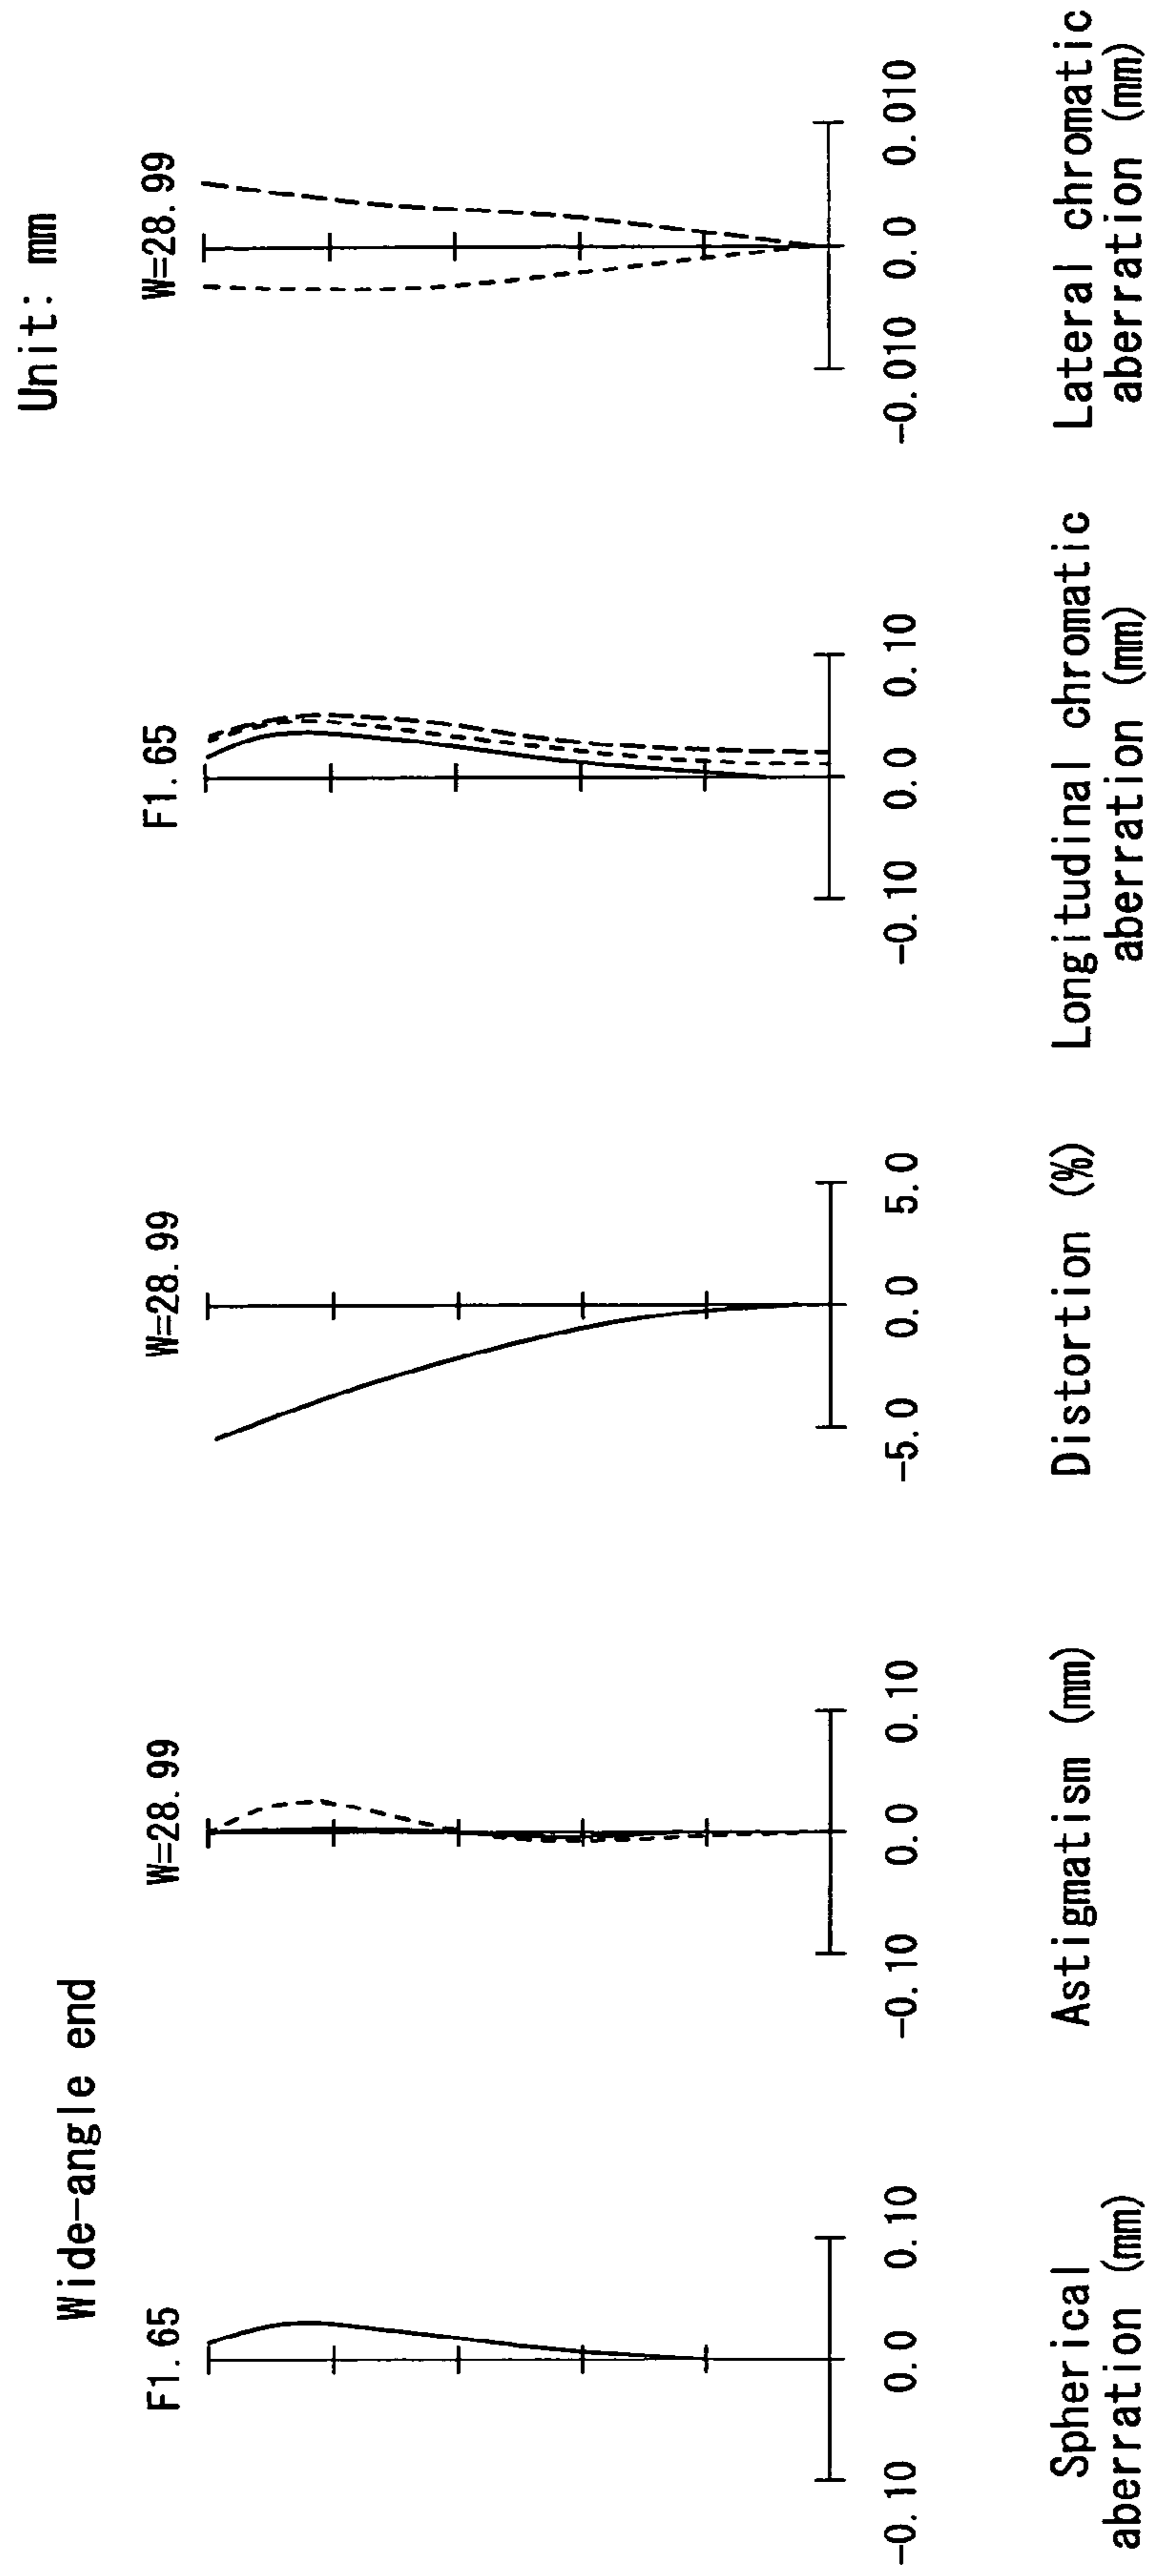 Unit: mm
Wide-angle end
F1.65
W=28.99
W=28.99
F1.65
W=28.99
-0.10 0.0 0.10
-0.10 0.0 0.10
-5.0 0.0 5.0
-0.10 0.0 0.10
-0.010 0.0 0.010
Spherical
aberration (mm)
Astigmatism (mm)
Distortion (%)
Longitudinal chromatic
aberration (mm)
Lateral chromatic
aberration (mm)